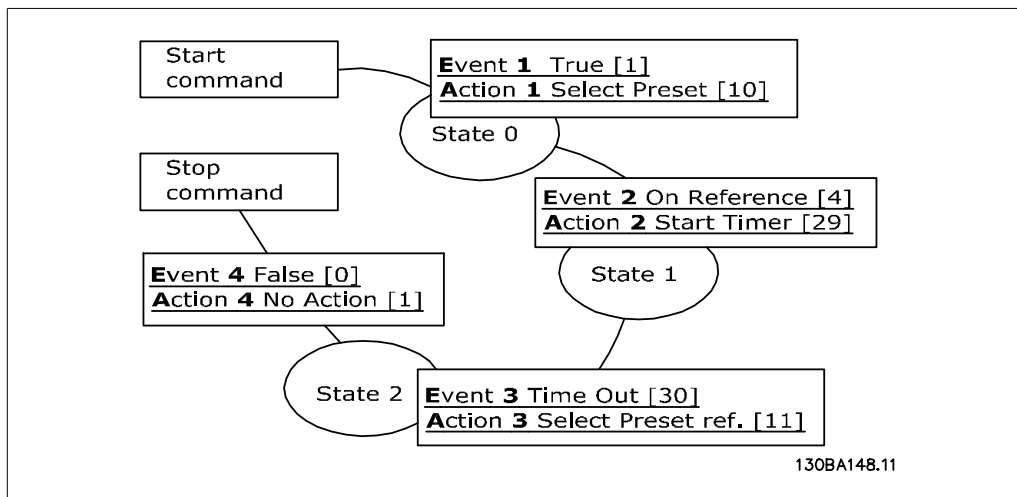 Start
command
Event 1 True [1]
Action 1 Select Preset [10]
State 0
Stop
command
Event 2 On Reference [4]
Action 2 Start Timer [29]
State 1
Event 4 False [0]
Action 4 No Action [1]
State 2
Event 3 Time Out [30]
Action 3 Select Preset ref. [11]
130BA148.11